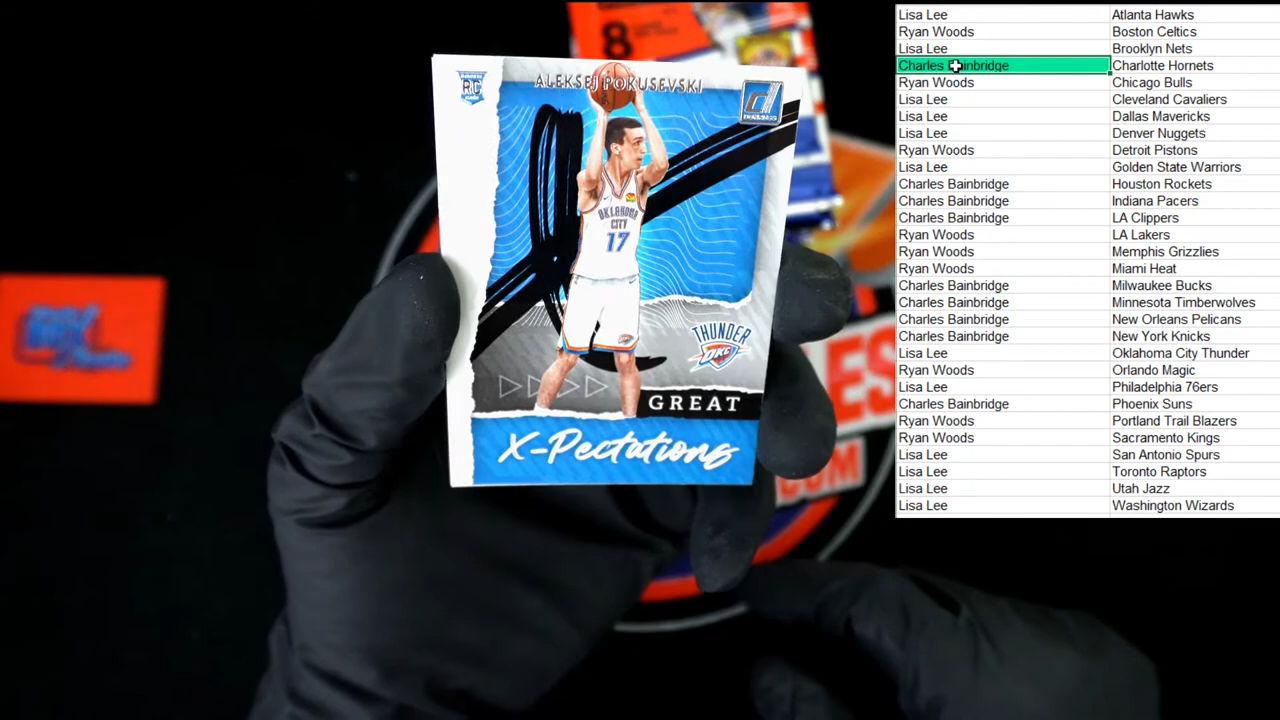 8
RC
ALEKSEJ POKUSEVSKI
DONRUSS
OKLAHOMA
CITY
17
THUNDER
OKC
GREAT
X-Pectations
ES
COM
Lisa Lee Atlanta Hawks
Ryan Woods Boston Celtics
Lisa Lee Brooklyn Nets
Charles Bainbridge Charlotte Hornets
Ryan Woods Chicago Bulls
Lisa Lee Cleveland Cavaliers
Lisa Lee Dallas Mavericks
Lisa Lee Denver Nuggets
Ryan Woods Detroit Pistons
Lisa Lee Golden State Warriors
Charles Bainbridge Houston Rockets
Charles Bainbridge Indiana Pacers
Charles Bainbridge LA Clippers
Ryan Woods LA Lakers
Ryan Woods Memphis Grizzlies
Ryan Woods Miami Heat
Charles Bainbridge Milwaukee Bucks
Charles Bainbridge Minnesota Timberwolves
Charles Bainbridge New Orleans Pelicans
Charles Bainbridge New York Knicks
Lisa Lee Oklahoma City Thunder
Ryan Woods Orlando Magic
Lisa Lee Philadelphia 76ers
Charles Bainbridge Phoenix Suns
Ryan Woods Portland Trail Blazers
Ryan Woods Sacramento Kings
Lisa Lee San Antonio Spurs
Lisa Lee Toronto Raptors
Lisa Lee Utah Jazz
Lisa Lee Washington Wizards